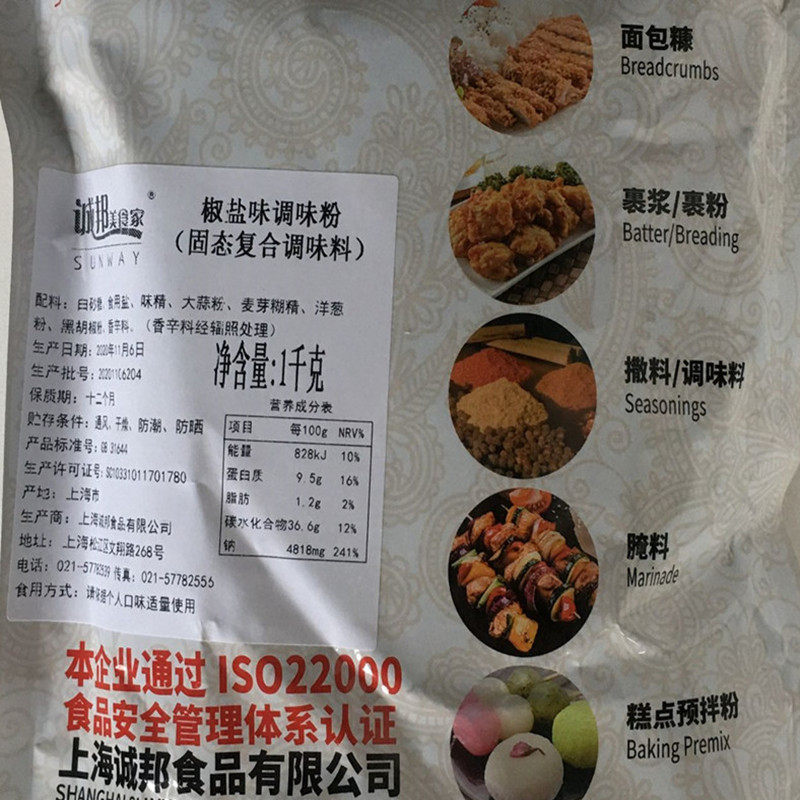 诚邦美食家®
SUNWAY
椒盐味调味粉
（固态复合调味料）
配料：白砂糖、食用盐、味精、大蒜粉、麦芽糊精、洋葱
粉、黑胡椒粉、香辛料。（香辛料经辐照处理）
生产日期：2020年11月6日
生产批号：20201106204
保质期：十二个月
贮存条件：通风、干燥、防潮、防晒
产品标准号：GB 31644
生产许可证号：SC10331011701780
产地：上海市
生产商：上海诚邦食品有限公司
地址：上海松江区文翔路268号
电话：021-57782939 传真：021-57782556
食用方式：请依据个人口味适量使用
净含量：1千克
营养成分表
项目 每100g NRV%
能量 828kJ 10%
蛋白质 9.5g 16%
脂肪 1.2g 2%
碳水化合物 36.6g 12%
钠 4818mg 241%
本企业通过 ISO22000
食品安全管理体系认证
上海诚邦食品有限公司
面包糠
Breadcrumbs
裹浆/裹粉
Batter/Breading
撒料/调味料
Seasonings
腌料
Marinade
糕点预拌粉
Baking Premix